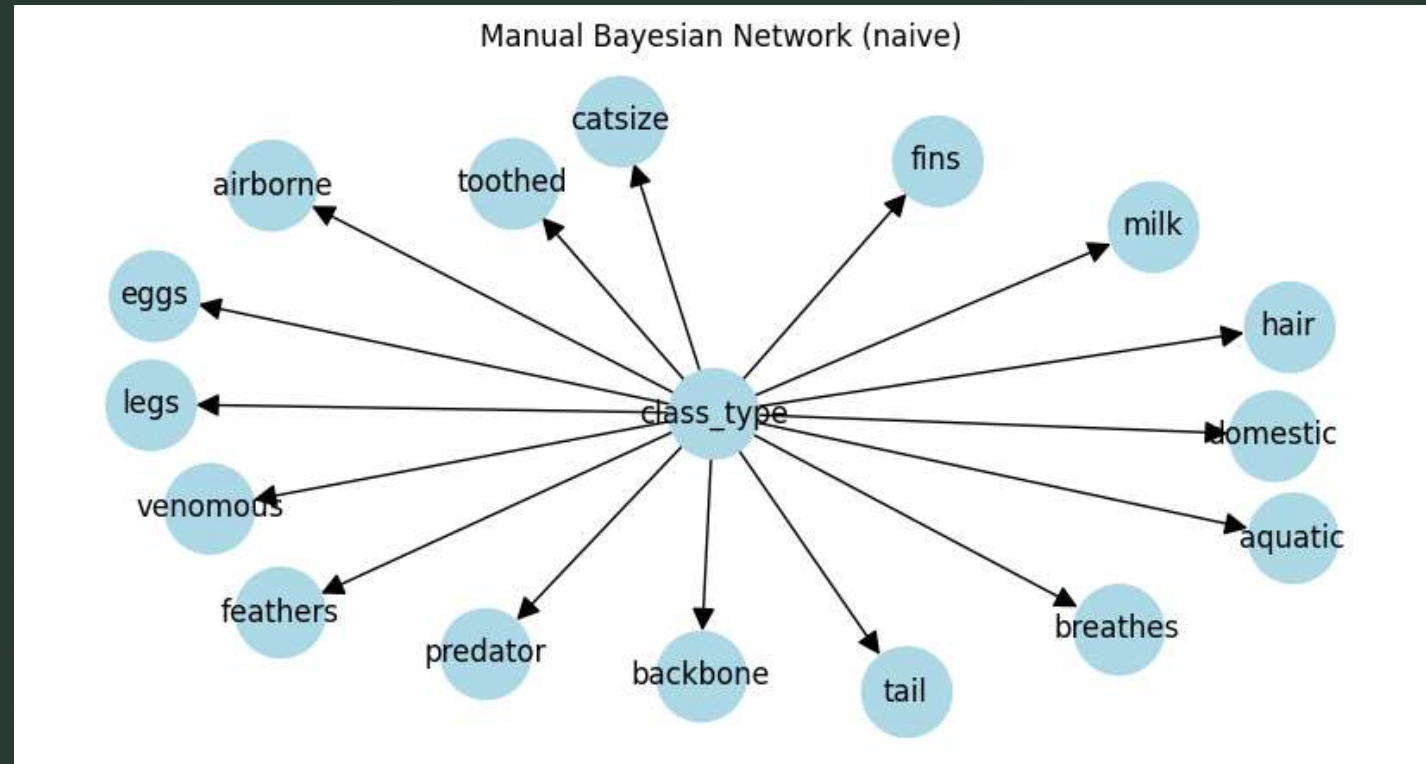 Manual Bayesian Network (naive)
catsize
fins
toothed
airborne
milk
eggs
hair
legs
class_type
domestic
venomous
aquatic
feathers
breathes
predator
backbone
tail